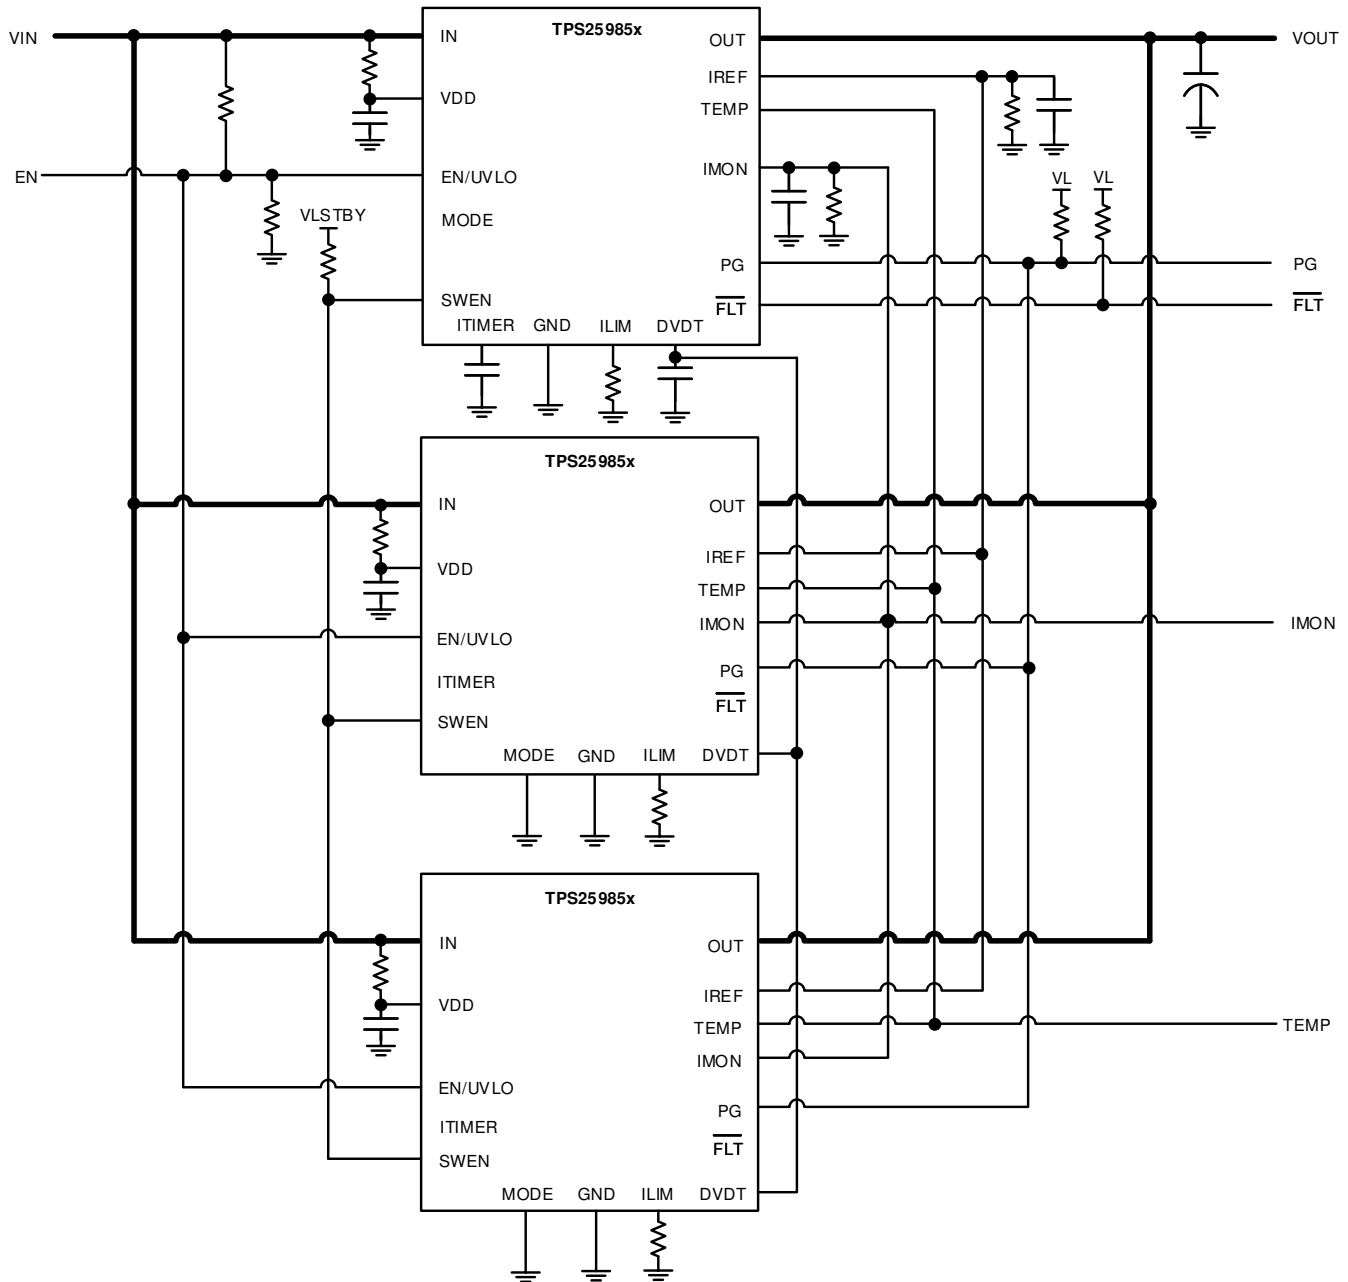 TPS25985x
VIN
IN
OUT
VOUT
IREF
VDD
TEMP
IMON
EN
EN/UVLO
VL
VL
VLSTBY
MODE
PG
PG
SWEN
FLT
FLT
ITIMER
GND
ILIM
DVDT
TPS25985x
IN
OUT
IREF
VDD
TEMP
IMON
IMON
EN/UVLO
PG
ITIMER
FLT
SWEN
MODE
GND
ILIM
DVDT
TPS25985x
IN
OUT
IREF
VDD
TEMP
TEMP
IMON
EN/UVLO
PG
ITIMER
FLT
SWEN
MODE
GND
ILIM
DVDT